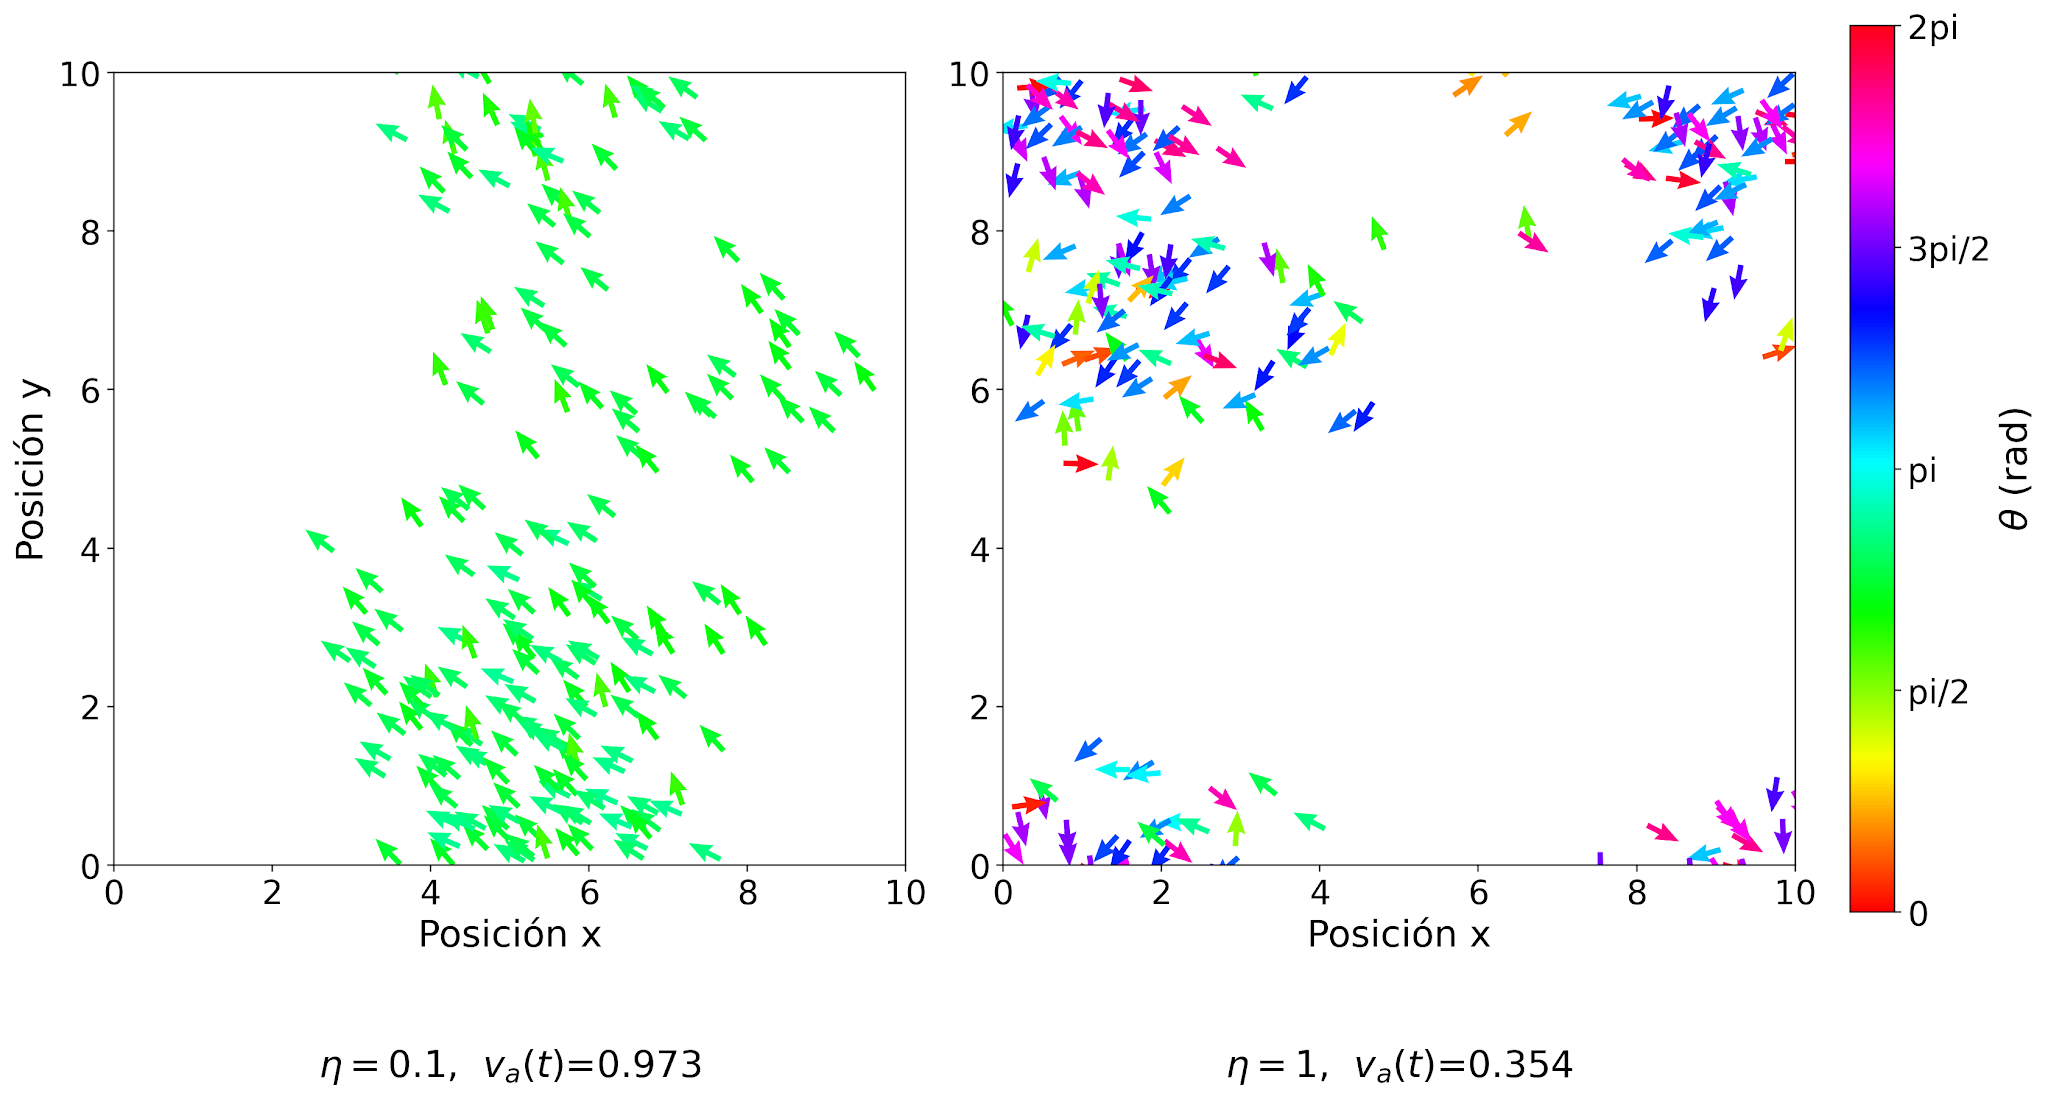 10
8
6
4
2
0
0 2 4 6 8 10
Posición y
Posición x
10
8
6
4
2
0
0 2 4 6 8 10
Posición x
2pi
3pi/2
pi
pi/2
0
θ (rad)
η = 0.1, vₐ(t)=0.973
η = 1, vₐ(t)=0.354